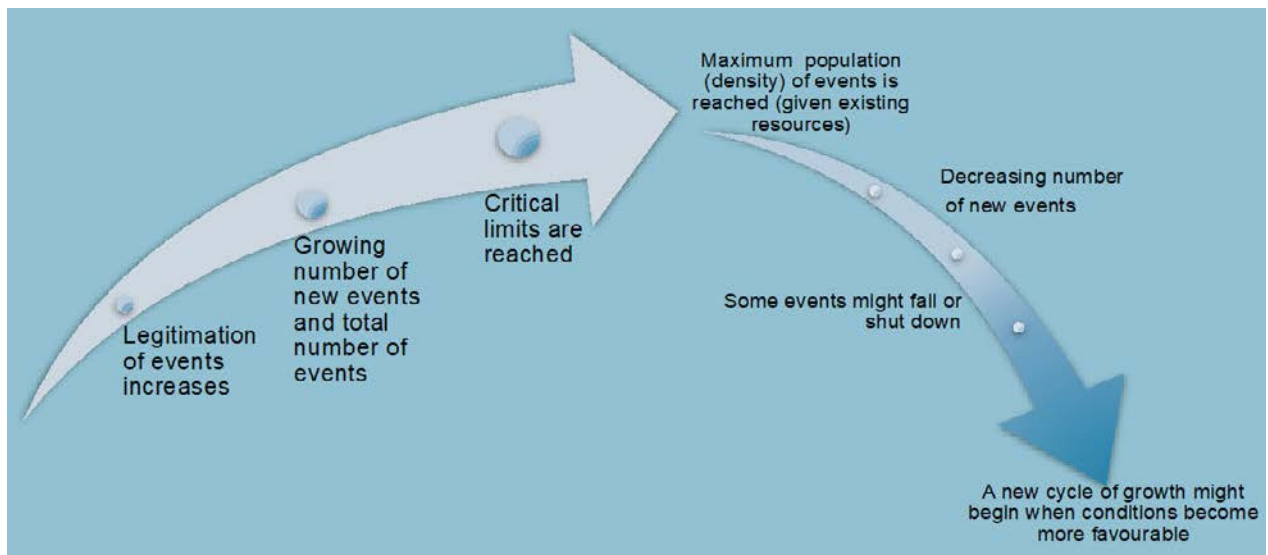 Legitimation
of events
increases
Growing
number of
new events
and total
number of
events
Critical
limits are
reached
Maximum population
(density) of events is
reached (given existing
resources)
Decreasing number
of new events
Some events might fall or
shut down
A new cycle of growth might
begin when conditions become
more favourable